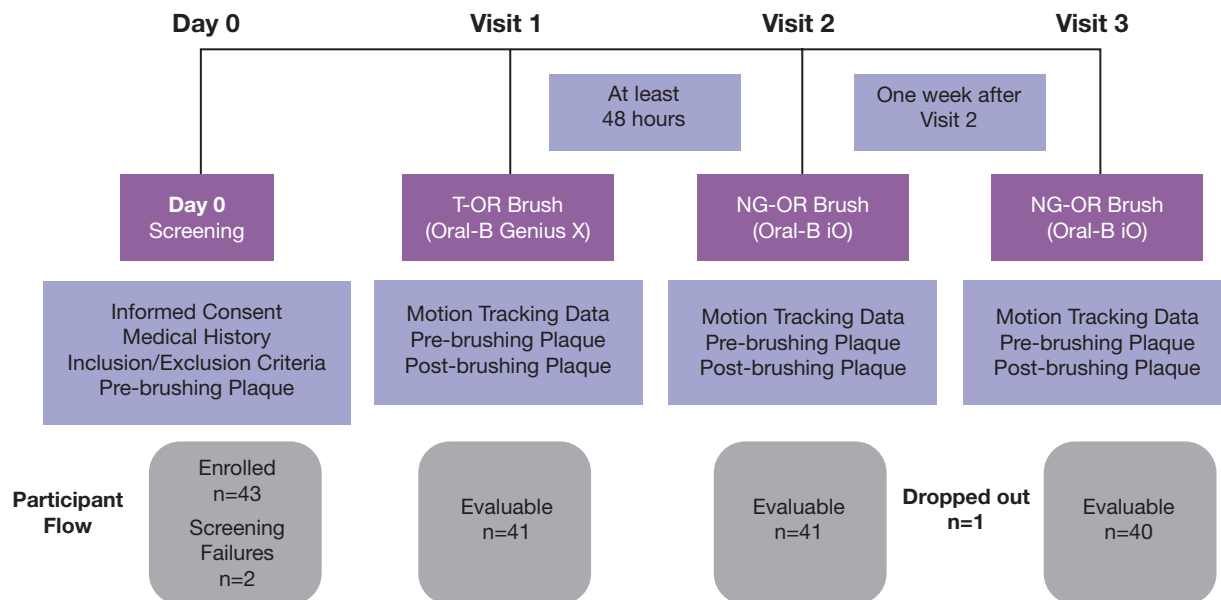 Day 0
Visit 1
Visit 2
Visit 3
At least
48 hours
One week after
Visit 2
Day 0
Screening
T-OR Brush
(Oral-B Genius X)
NG-OR Brush
(Oral-B iO)
NG-OR Brush
(Oral-B iO)
Informed Consent
Medical History
Inclusion/Exclusion Criteria
Pre-brushing Plaque
Motion Tracking Data
Pre-brushing Plaque
Post-brushing Plaque
Motion Tracking Data
Pre-brushing Plaque
Post-brushing Plaque
Motion Tracking Data
Pre-brushing Plaque
Post-brushing Plaque
Participant
Flow
Enrolled
n=43
Screening
Failures
n=2
Evaluable
n=41
Evaluable
n=41
Dropped out
n=1
Evaluable
n=40